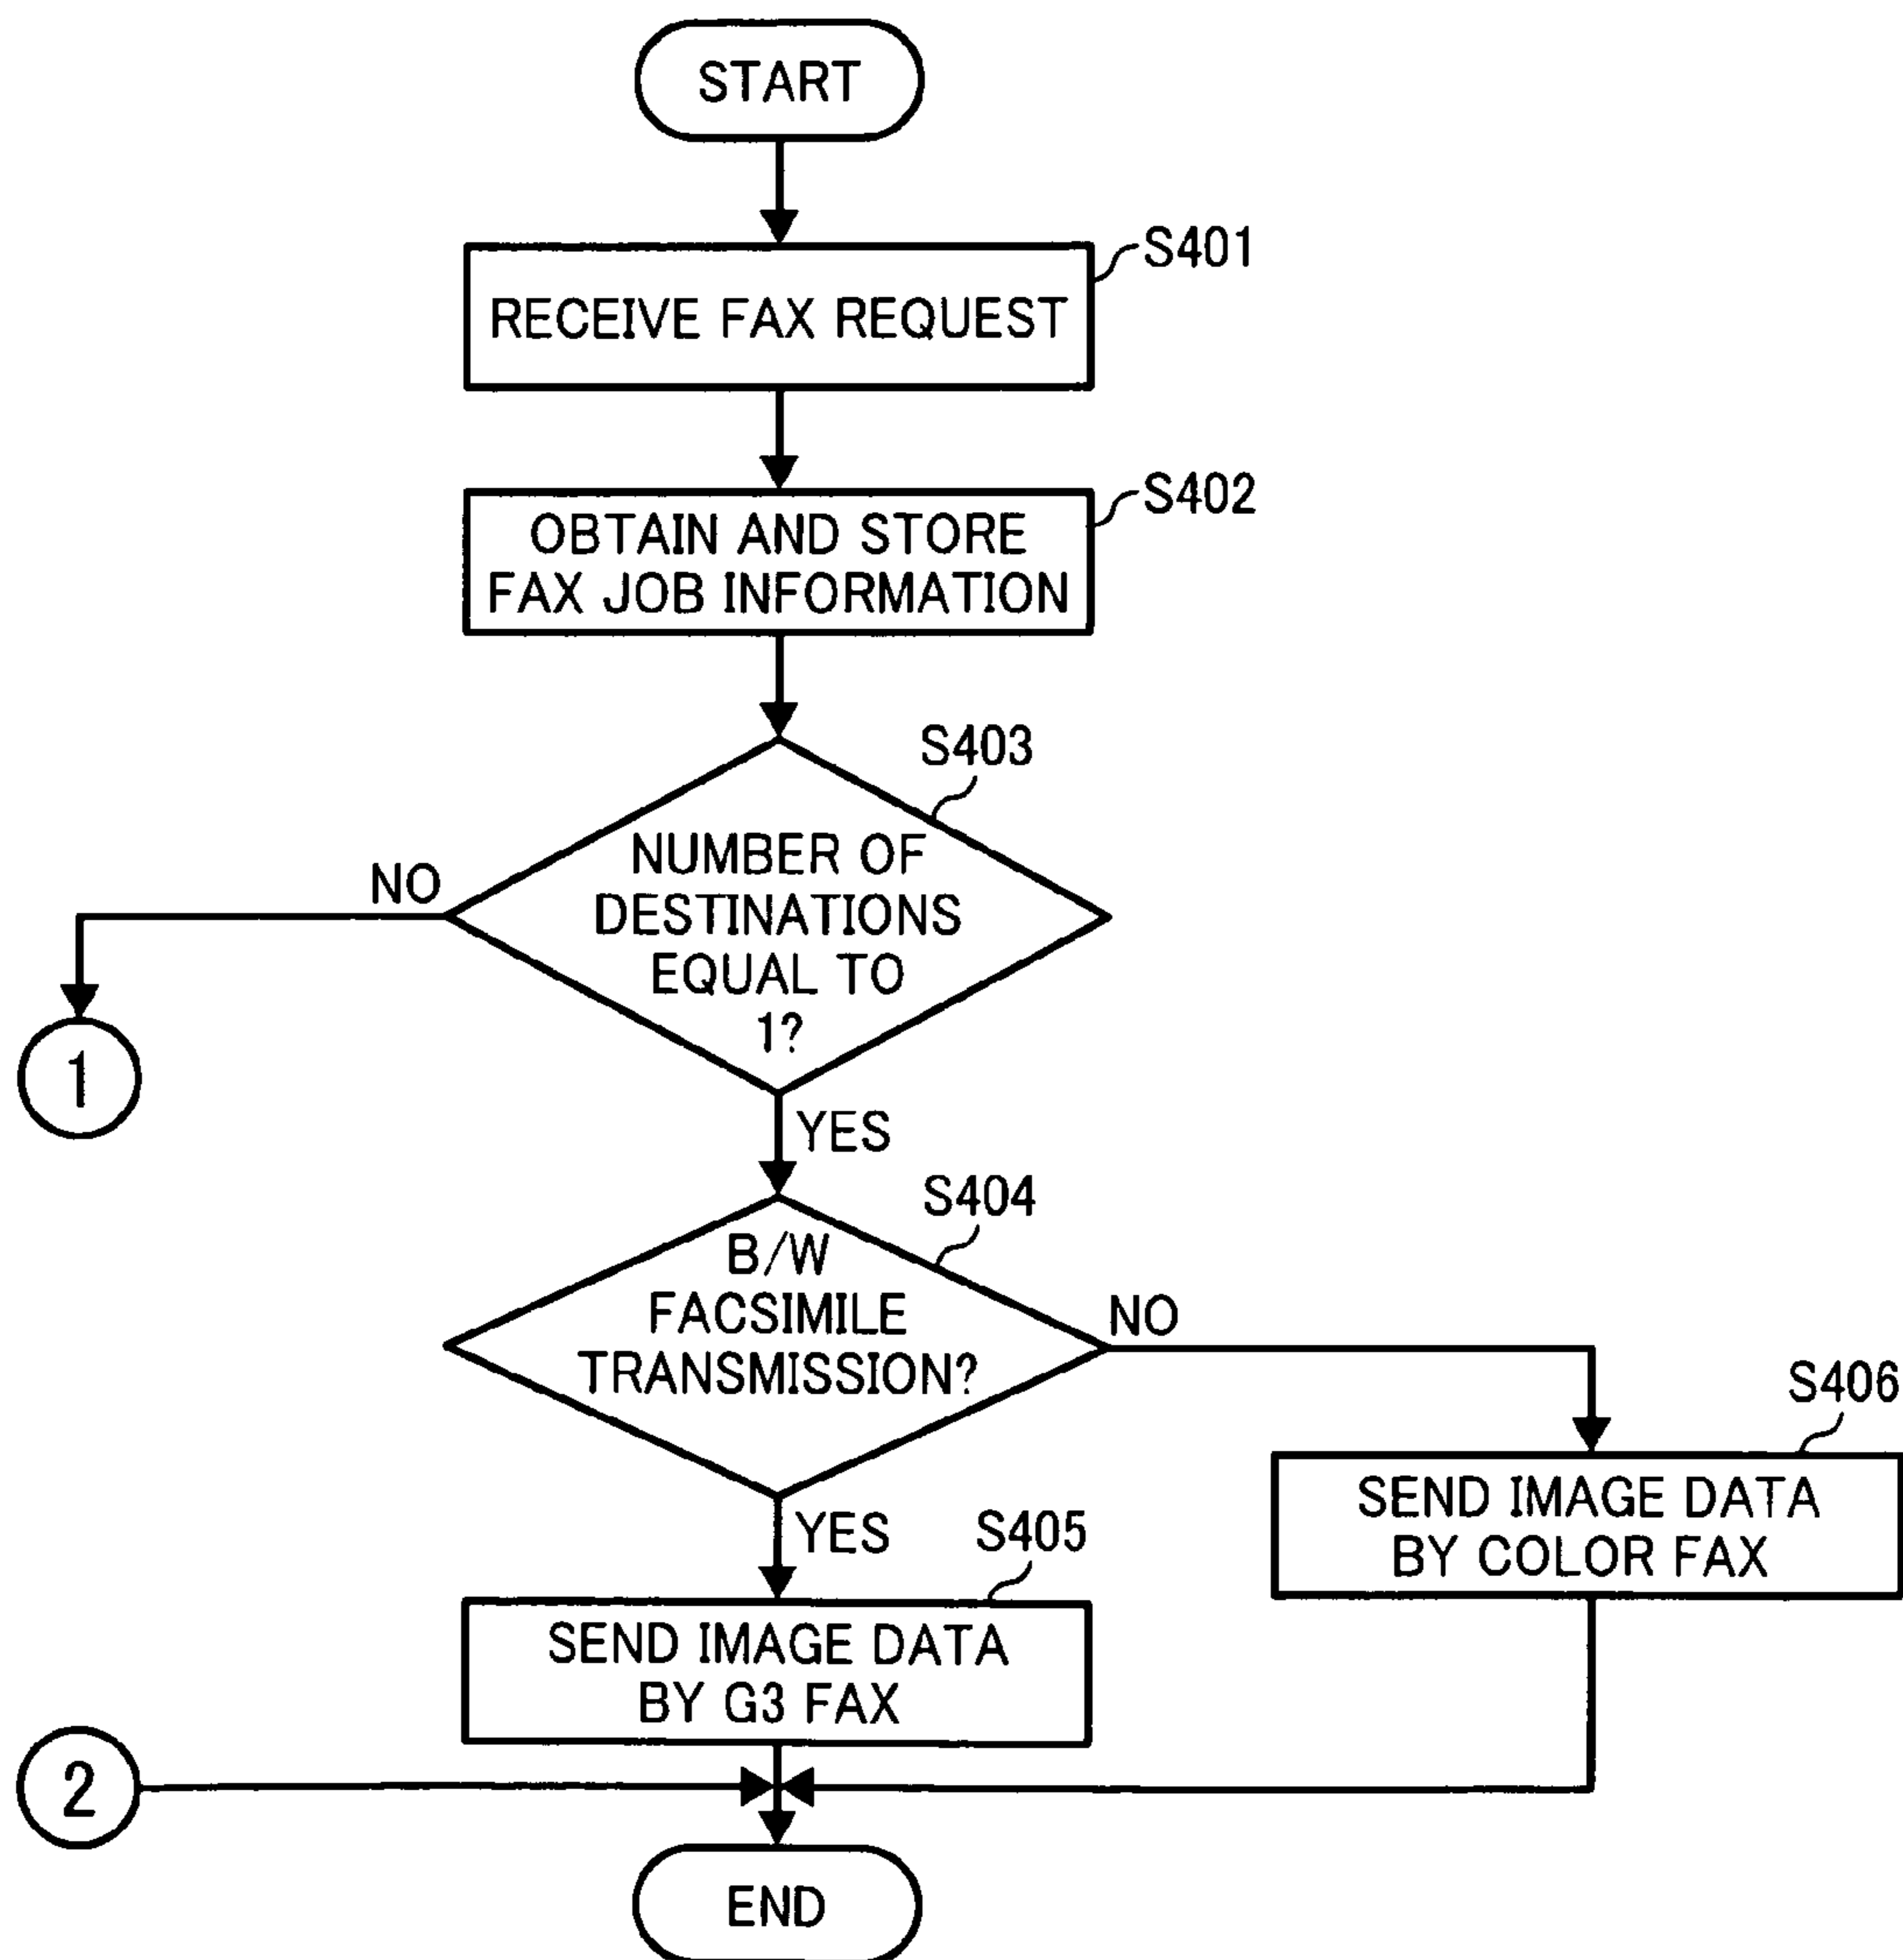 START
S401
RECEIVE FAX REQUEST
S402
OBTAIN AND STORE
FAX JOB INFORMATION
S403
NUMBER OF
DESTINATIONS
EQUAL TO
1?
NO
1
YES
S404
B/W
FACSIMILE
TRANSMISSION?
NO
S406
SEND IMAGE DATA
BY COLOR FAX
YES
S405
SEND IMAGE DATA
BY G3 FAX
2
END